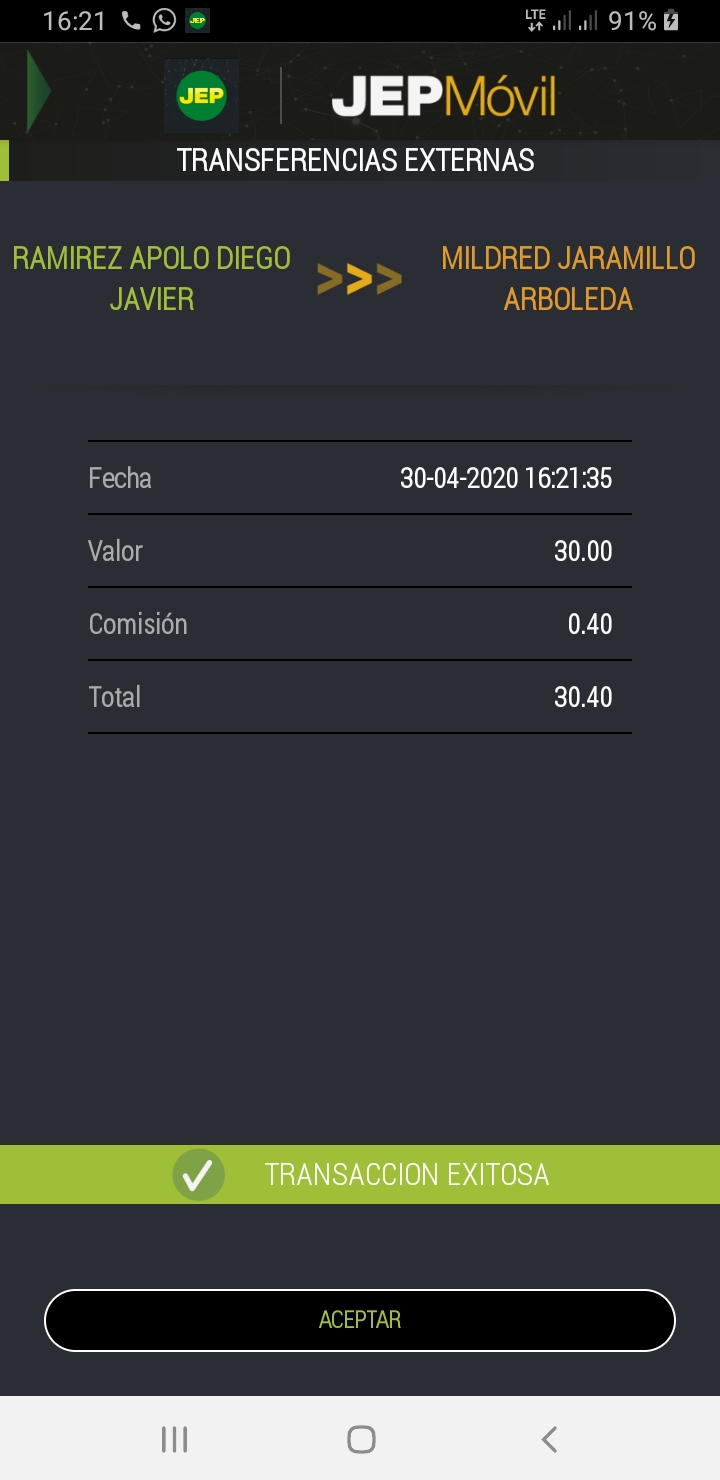 16:21 LTE 91%
JEP JEPMóvil
TRANSFERENCIAS EXTERNAS
RAMIREZ APOLO DIEGO
JAVIER
>>>
MILDRED JARAMILLO
ARBOLEDA
Fecha 30-04-2020 16:21:35
Valor 30.00
Comisión 0.40
Total 30.40
TRANSACCION EXITOSA
ACEPTAR